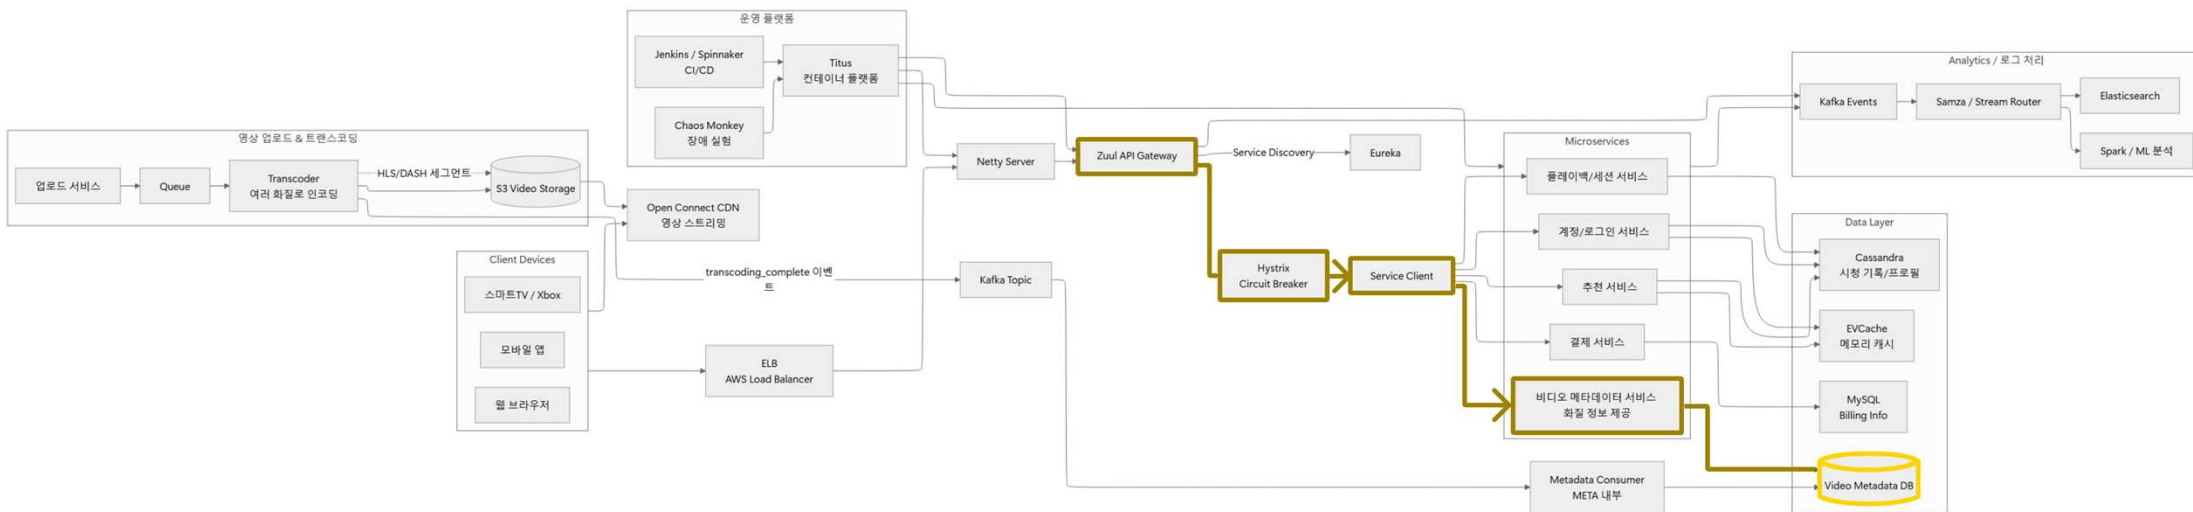 운영 플랫폼
Jenkins / Spinnaker
CI/CD
Titus
컨테이너 플랫폼
Chaos Monkey
장애 실험
영상 업로드 & 트랜스코딩
업로드 서비스
Queue
Transcoder
여러 화질로 인코딩
HLS/DASH 세그먼트
S3 Video Storage
Open Connect CDN
영상 스트리밍
Client Devices
스마트TV / Xbox
모바일 앱
웹 브라우저
transcoding_complete 이벤
트
ELB
AWS Load Balancer
Netty Server
Kafka Topic
Zuul API Gateway
Service Discovery
Eureka
Hystrix
Circuit Breaker
Service Client
Microservices
플레이백/세션 서비스
계정/로그인 서비스
추천 서비스
결제 서비스
비디오 메타데이터 서비스
화질 정보 제공
Metadata Consumer
META 내부
Analytics / 로그 처리
Kafka Events
Samza / Stream Router
Elasticsearch
Spark / ML 분석
Data Layer
Cassandra
시청 기록/프로필
EVCache
메모리 캐시
MySQL
Billing Info
Video Metadata DB